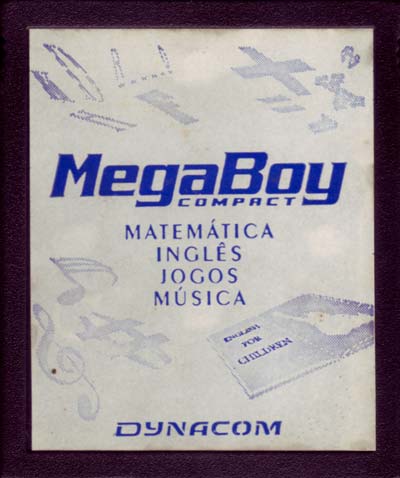 MegaBoy
COMPACT
MATEMÁTICA
INGLÊS
JOGOS
MÚSICA
ENGLISH
FOR
CHILDREN
DYNACOM